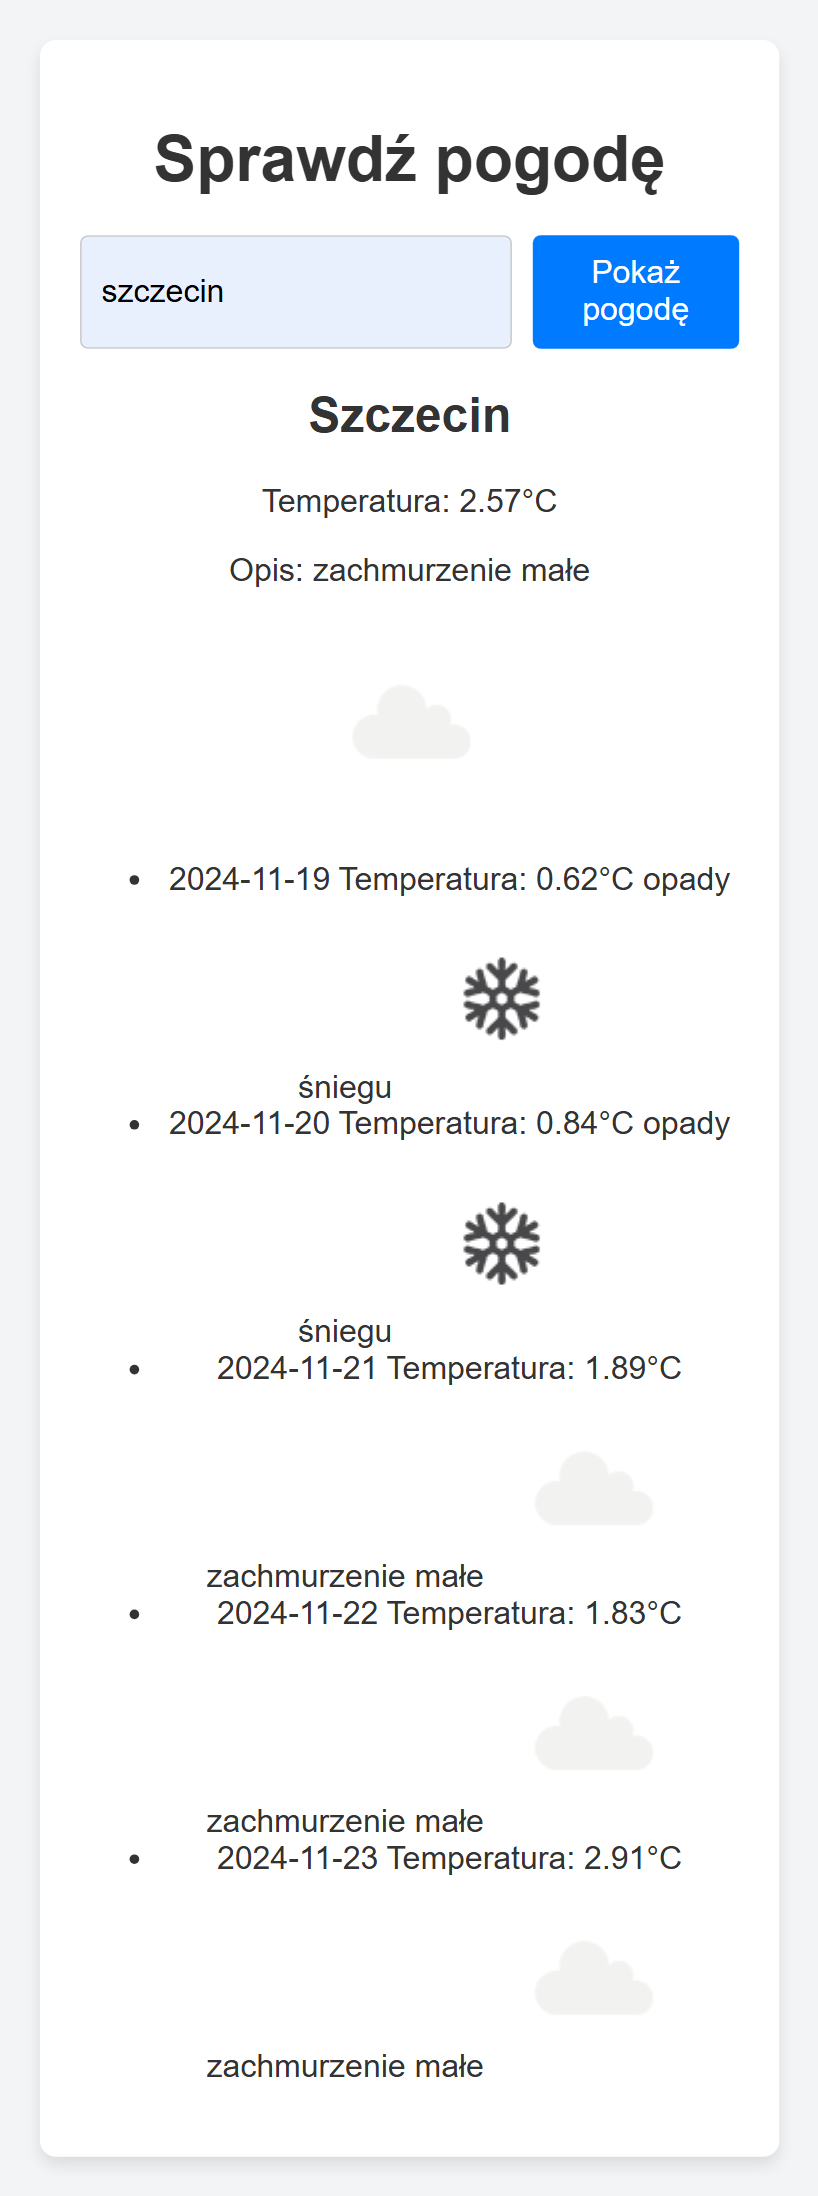 Sprawdź pogodę
szczecin
Pokaż
pogodę
Szczecin
Temperatura: 2.57°C
Opis: zachmurzenie małe
• 2024-11-19 Temperatura: 0.62°C opady
śniegu
• 2024-11-20 Temperatura: 0.84°C opady
śniegu
• 2024-11-21 Temperatura: 1.89°C
zachmurzenie małe
• 2024-11-22 Temperatura: 1.83°C
zachmurzenie małe
• 2024-11-23 Temperatura: 2.91°C
zachmurzenie małe